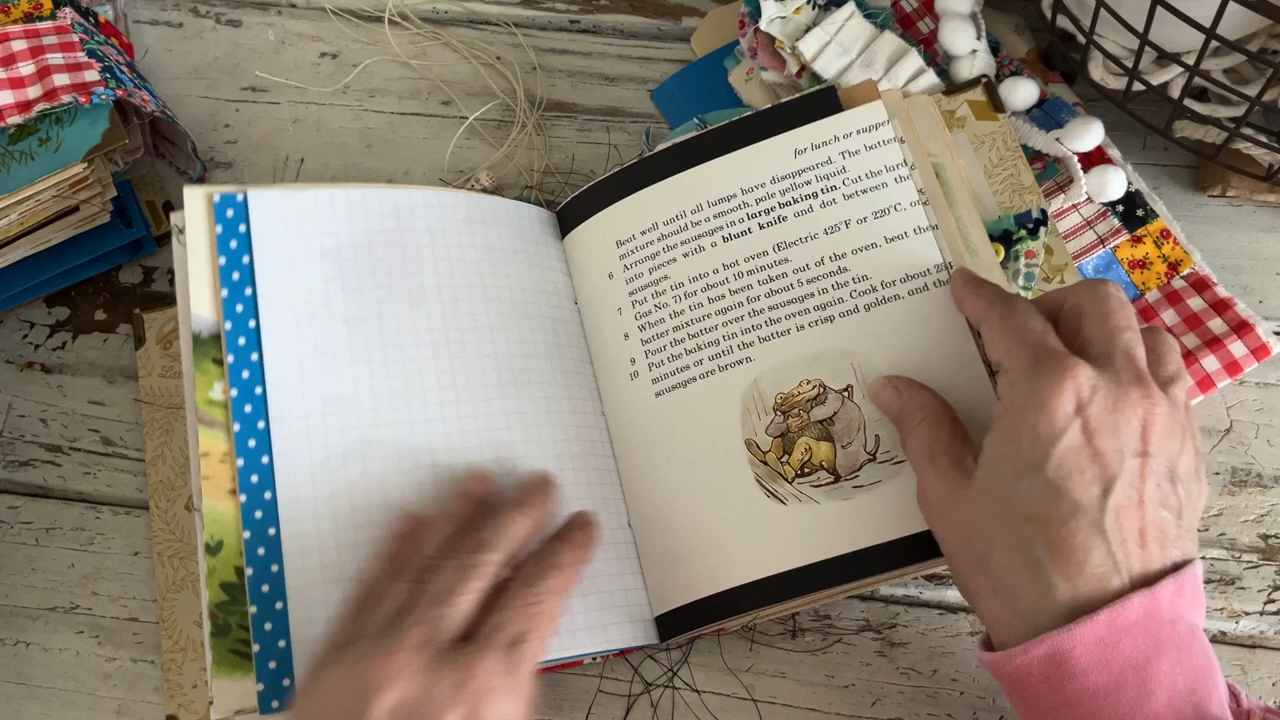 for lunch or supper
Beat well until all lumps have disappeared. The batter
mixture should be a smooth, pale yellow liquid.
6 Arrange the sausages in a large baking tin. Cut the lard
into pieces with a blunt knife and dot between the
sausages.
7 Put the tin into a hot oven (Electric 425°F or 220°C, or
Gas No. 7) for about 10 minutes.
8 When the tin has been taken out of the oven, beat the
batter mixture again for about 5 seconds.
9 Pour the batter over the sausages in the tin.
10 Put the baking tin into the oven again. Cook for about 25
minutes or until the batter is crisp and golden, and the
sausages are brown.